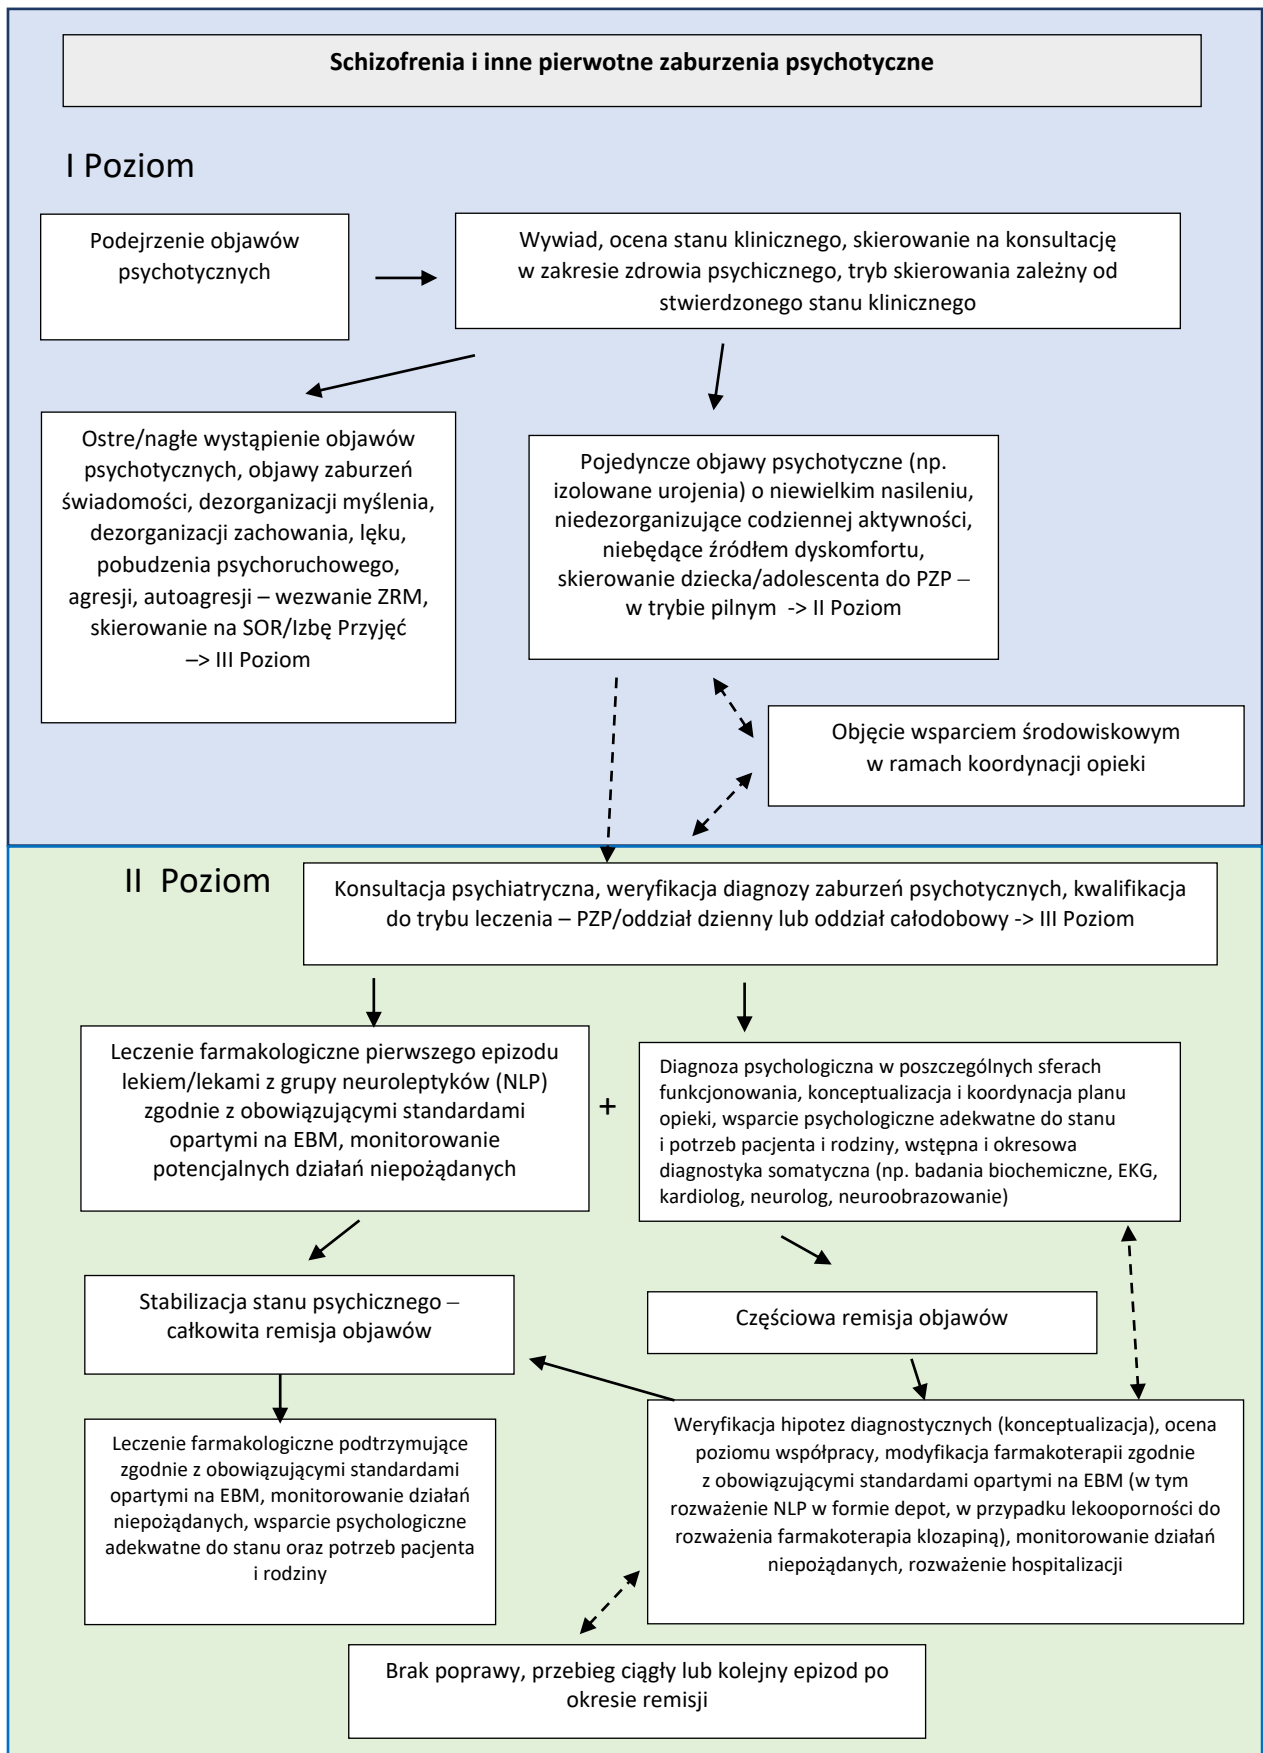 Schizofrenia i inne pierwotne zaburzenia psychotyczne
I Poziom
Podejrzenie objawów
psychotycznych
Wywiad, ocena stanu klinicznego, skierowanie na konsultację
w zakresie zdrowia psychicznego, tryb skierowania zależny od
stwierdzonego stanu klinicznego
Ostre/nagłe wystąpienie objawów
psychotycznych, objawy zaburzeń
świadomości, dezorganizacji myślenia,
dezorganizacji zachowania, lęku,
pobudzenia psychoruchowego,
agresji, autoagresji – wezwanie ZRM,
skierowanie na SOR/Izbę Przyjęć
–> III Poziom
Pojedyncze objawy psychotyczne (np.
izolowane urojenia) o niewielkim nasileniu,
niedezorganizujące codziennej aktywności,
niebędące źródłem dyskomfortu,
skierowanie dziecka/adolescenta do PZP –
w trybie pilnym -> II Poziom
Objęcie wsparciem środowiskowym
w ramach koordynacji opieki
II Poziom
Konsultacja psychiatryczna, weryfikacja diagnozy zaburzeń psychotycznych, kwalifikacja
do trybu leczenia – PZP/oddział dzienny lub oddział całodobowy -> III Poziom
Leczenie farmakologiczne pierwszego epizodu
lekiem/lekami z grupy neuroleptyków (NLP)
zgodnie z obowiązującymi standardami
opartymi na EBM, monitorowanie
potencjalnych działań niepożądanych
+
Diagnoza psychologiczna w poszczególnych sferach
funkcjonowania, konceptualizacja i koordynacja planu
opieki, wsparcie psychologiczne adekwatne do stanu
i potrzeb pacjenta i rodziny, wstępna i okresowa
diagnostyka somatyczna (np. badania biochemiczne, EKG,
kardiolog, neurolog, neuroobrazowanie)
Stabilizacja stanu psychicznego –
całkowita remisja objawów
Częściowa remisja objawów
Leczenie farmakologiczne podtrzymujące
zgodnie z obowiązującymi standardami
opartymi na EBM, monitorowanie działań
niepożądanych, wsparcie psychologiczne
adekwatne do stanu oraz potrzeb pacjenta
i rodziny
Weryfikacja hipotez diagnostycznych (konceptualizacja), ocena
poziomu współpracy, modyfikacja farmakoterapii zgodnie
z obowiązującymi standardami opartymi na EBM (w tym
rozważenie NLP w formie depot, w przypadku lekooporności do
rozważenia farmakoterapia klozapiną), monitorowanie działań
niepożądanych, rozważenie hospitalizacji
Brak poprawy, przebieg ciągły lub kolejny epizod po
okresie remisji